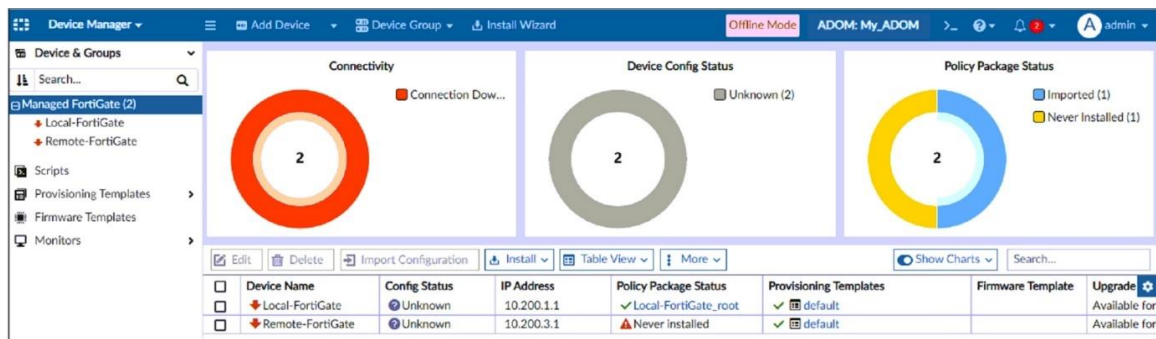 Device Manager Add Device Device Group Install Wizard Offline Mode ADOM: My_ADOM >_ ? 2 A admin
Device & Groups
Search...
Managed FortiGate (2)
Local-FortiGate
Remote-FortiGate
Scripts
Provisioning Templates
Firmware Templates
Monitors
Connectivity
Connection Dow...
2
Device Config Status
Unknown (2)
2
Policy Package Status
Imported (1)
Never Installed (1)
2
Edit Delete Import Configuration Install Table View More Show Charts Search...
Device Name Config Status IP Address Policy Package Status Provisioning Templates Firmware Template Upgrade
Local-FortiGate Unknown 10.200.1.1 Local-FortiGate_root default Available for
Remote-FortiGate Unknown 10.200.3.1 Never installed default Available for